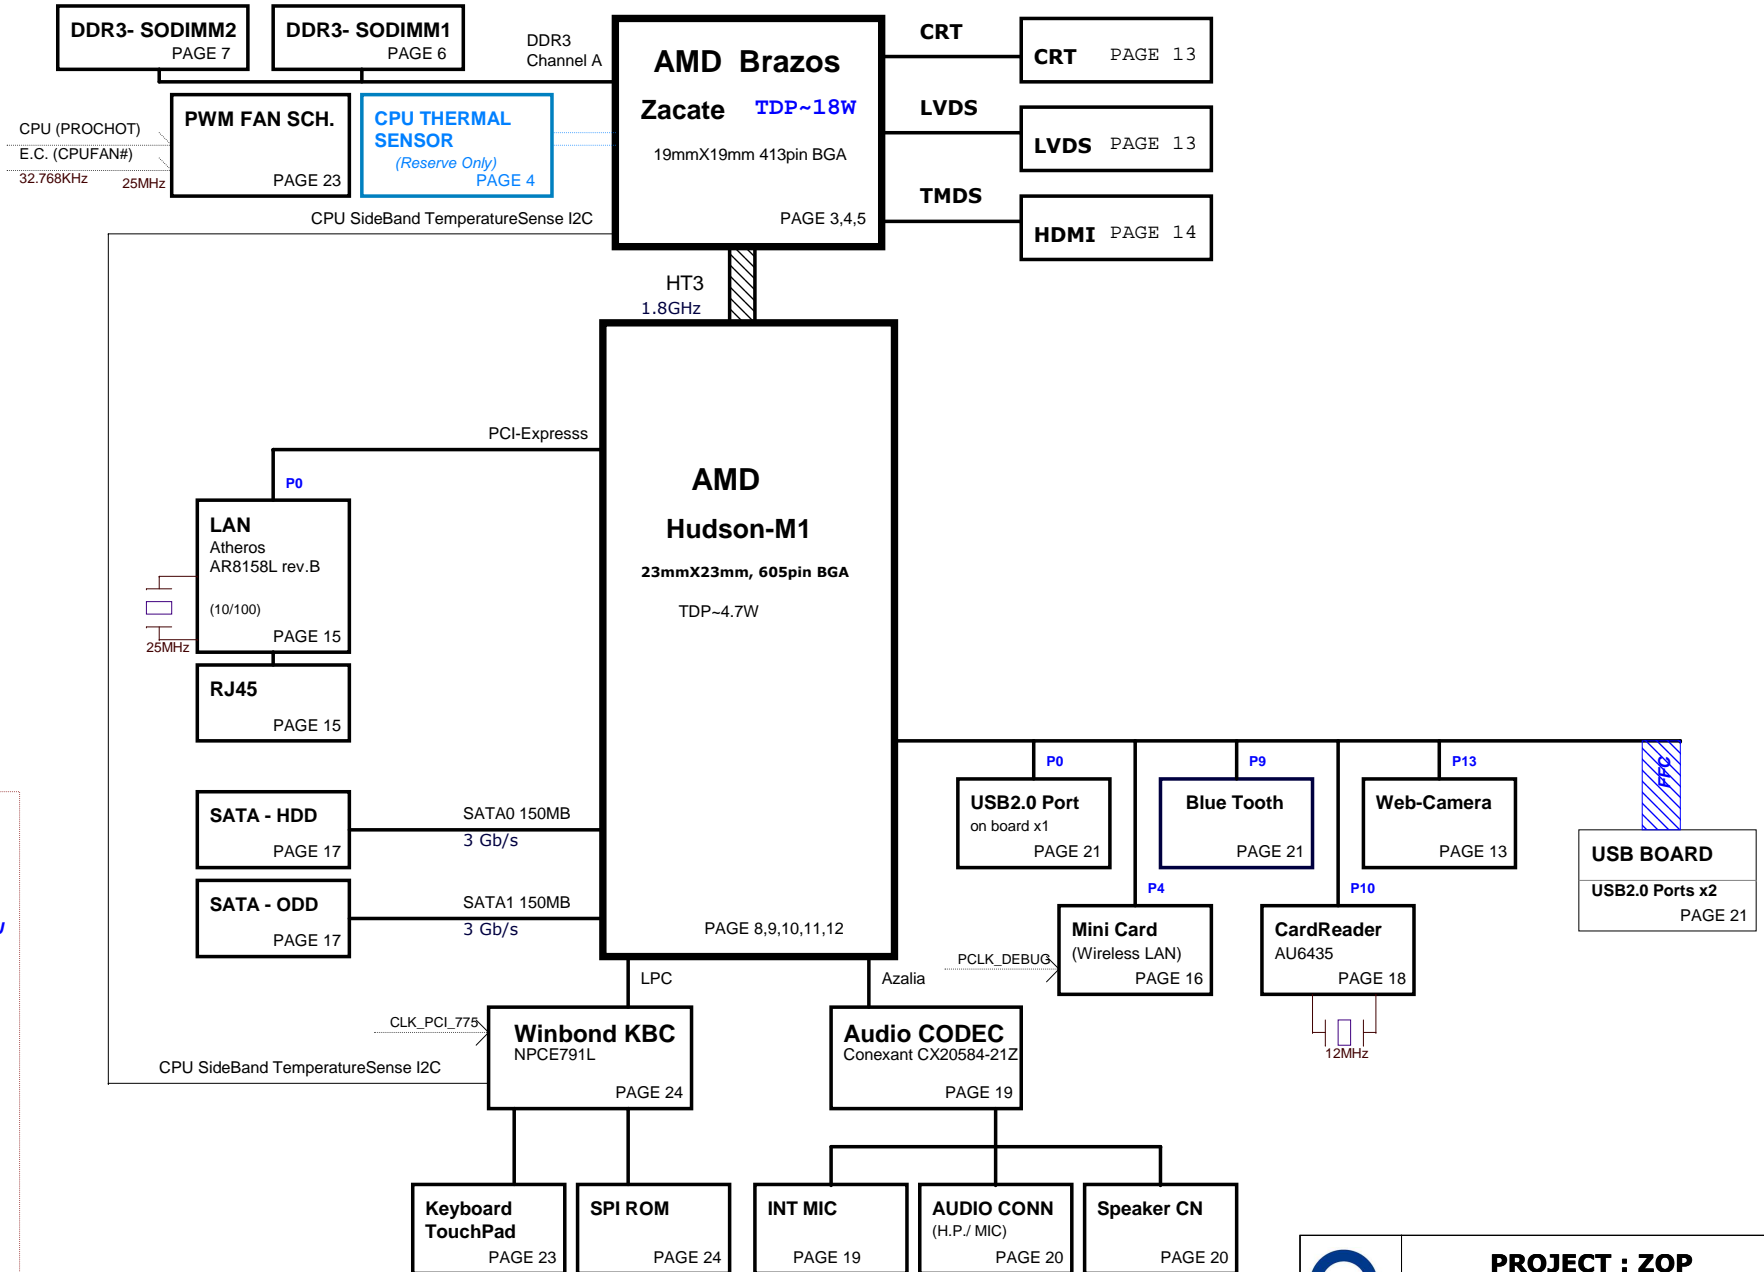 DDR3- SODIMM2
PAGE 7
DDR3- SODIMM1
PAGE 6
DDR3
Channel A
AMD Brazos
Zacate TDP~18W
19mmX19mm 413pin BGA
PAGE 3,4,5
CRT
CRT PAGE 13
LVDS
LVDS PAGE 13
TMDS
HDMI PAGE 14
CPU (PROCHOT)
E.C. (CPUFAN#)
32.768KHz
25MHz
PWM FAN SCH.
PAGE 23
CPU THERMAL
SENSOR
(Reserve Only)
PAGE 4
CPU SideBand TemperatureSense I2C
HT3
1.8GHz
PCI-Expresss
P0
LAN
Atheros
AR8158L rev.B
(10/100)
PAGE 15
25MHz
RJ45
PAGE 15
AMD
Hudson-M1
23mmX23mm, 605pin BGA
TDP~4.7W
PAGE 8,9,10,11,12
SATA - HDD
PAGE 17
SATA0 150MB
3 Gb/s
SATA - ODD
PAGE 17
SATA1 150MB
3 Gb/s
P0
USB2.0 Port
on board x1
PAGE 21
P9
Blue Tooth
PAGE 21
P13
Web-Camera
PAGE 13
FFC
USB BOARD
USB2.0 Ports x2
PAGE 21
P4
Mini Card
(Wireless LAN)
PAGE 16
PCLK_DEBUG
P10
CardReader
AU6435
PAGE 18
12MHz
LPC
Azalia
CLK_PCI_775
Winbond KBC
NPCE791L
PAGE 24
CPU SideBand TemperatureSense I2C
Audio CODEC
Conexant CX20584-21Z
PAGE 19
Keyboard
TouchPad
PAGE 23
SPI ROM
PAGE 24
INT MIC
PAGE 19
AUDIO CONN
(H.P./ MIC)
PAGE 20
Speaker CN
PAGE 20
PROJECT : ZOP